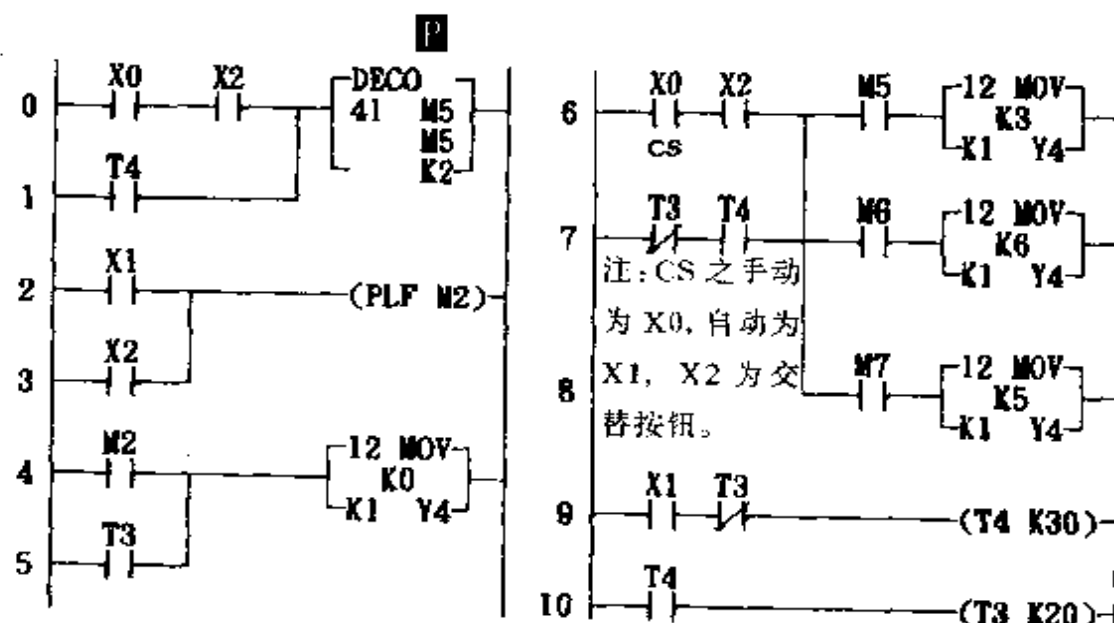 P
X0 X2 DECO
0 41 M5
M5
T4 K2
1
X1
2 (PLF M2)
X2
3
M2 12 MOV
4 K0
K1 Y4
T3
5
X0 X2 M5 12 MOV
6 K3
CS K1 Y4
T3 T4 M6 12 MOV
7 K6
注:CS 之手动 K1 Y4
为 X0,自动为
X1, X2 为交 M7 12 MOV
8 K5
替按钮。 K1 Y4
X1 T3
9 (T4 K30)
T4
10 (T3 K20)